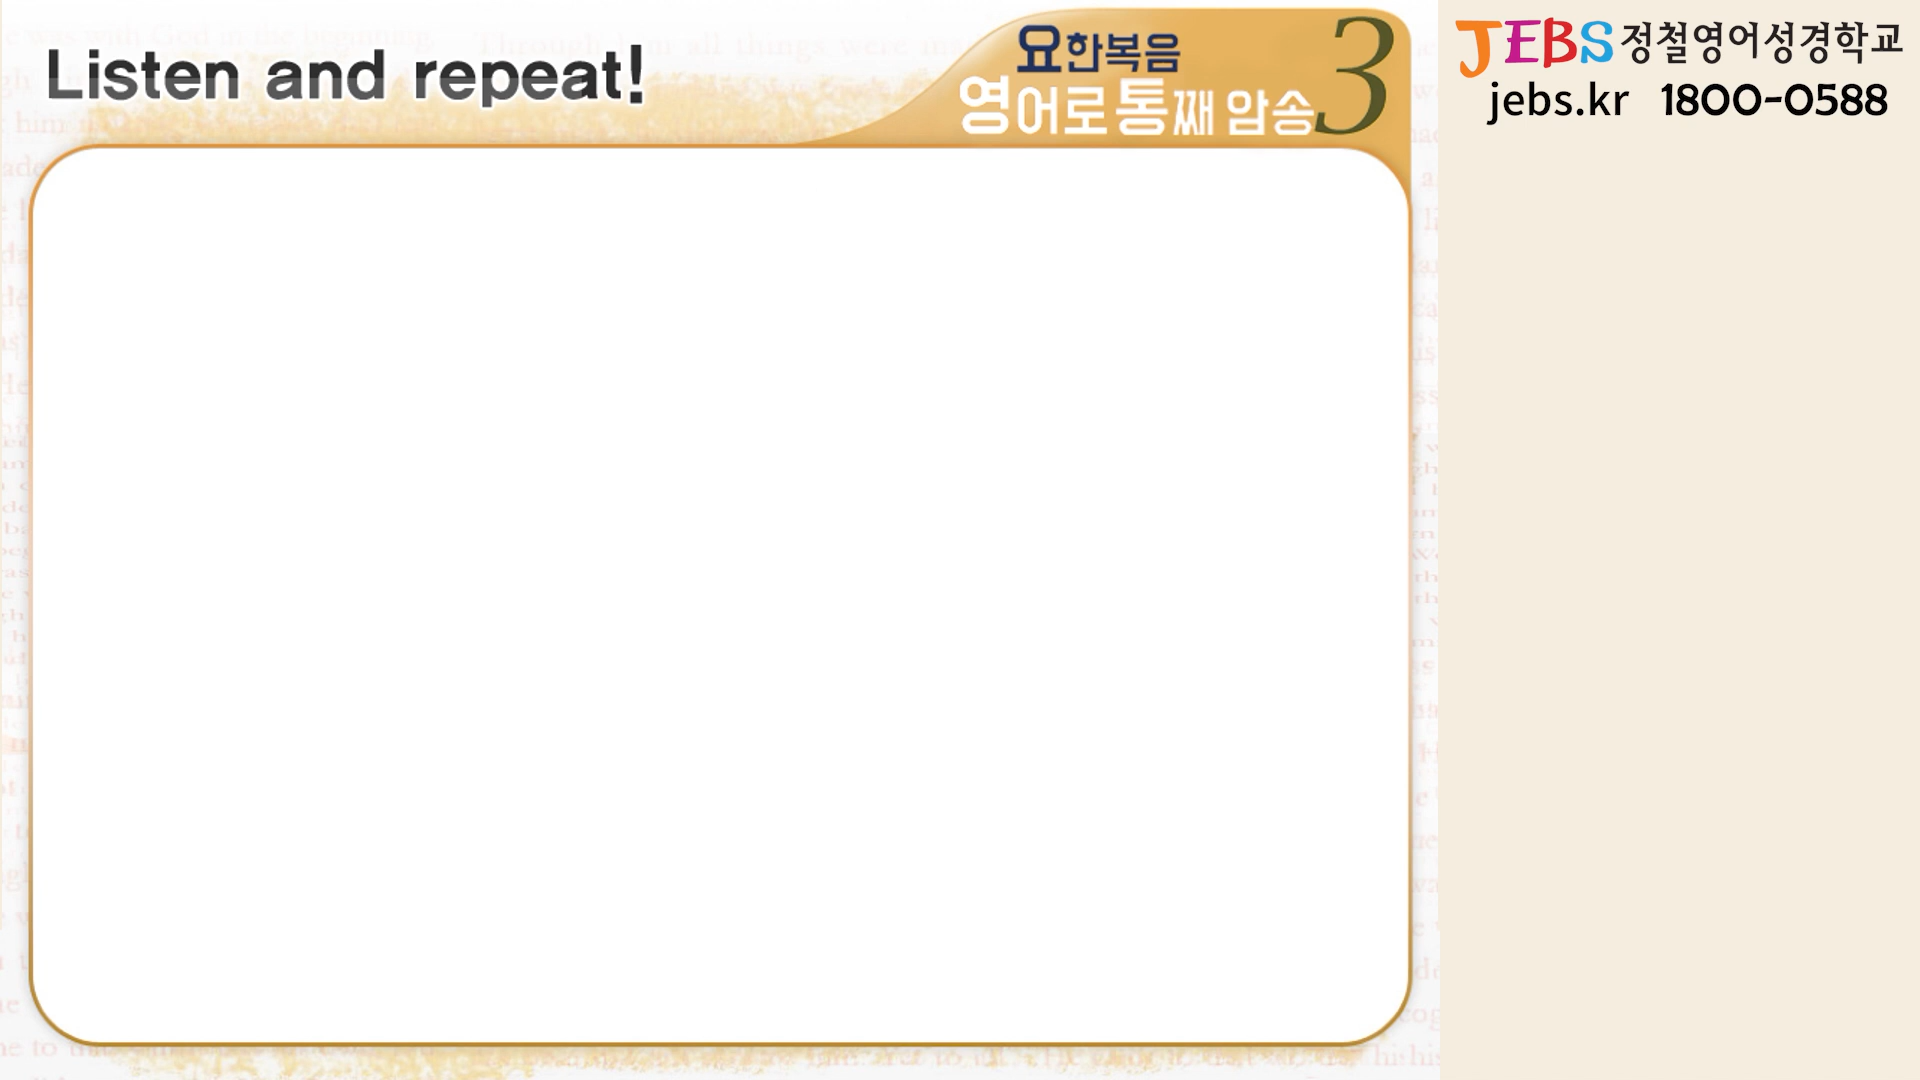 Listen and repeat!
요한복음
영어로 통째 암송 3
JEBS 정철영어성경학교
jebs.kr 1800-0588